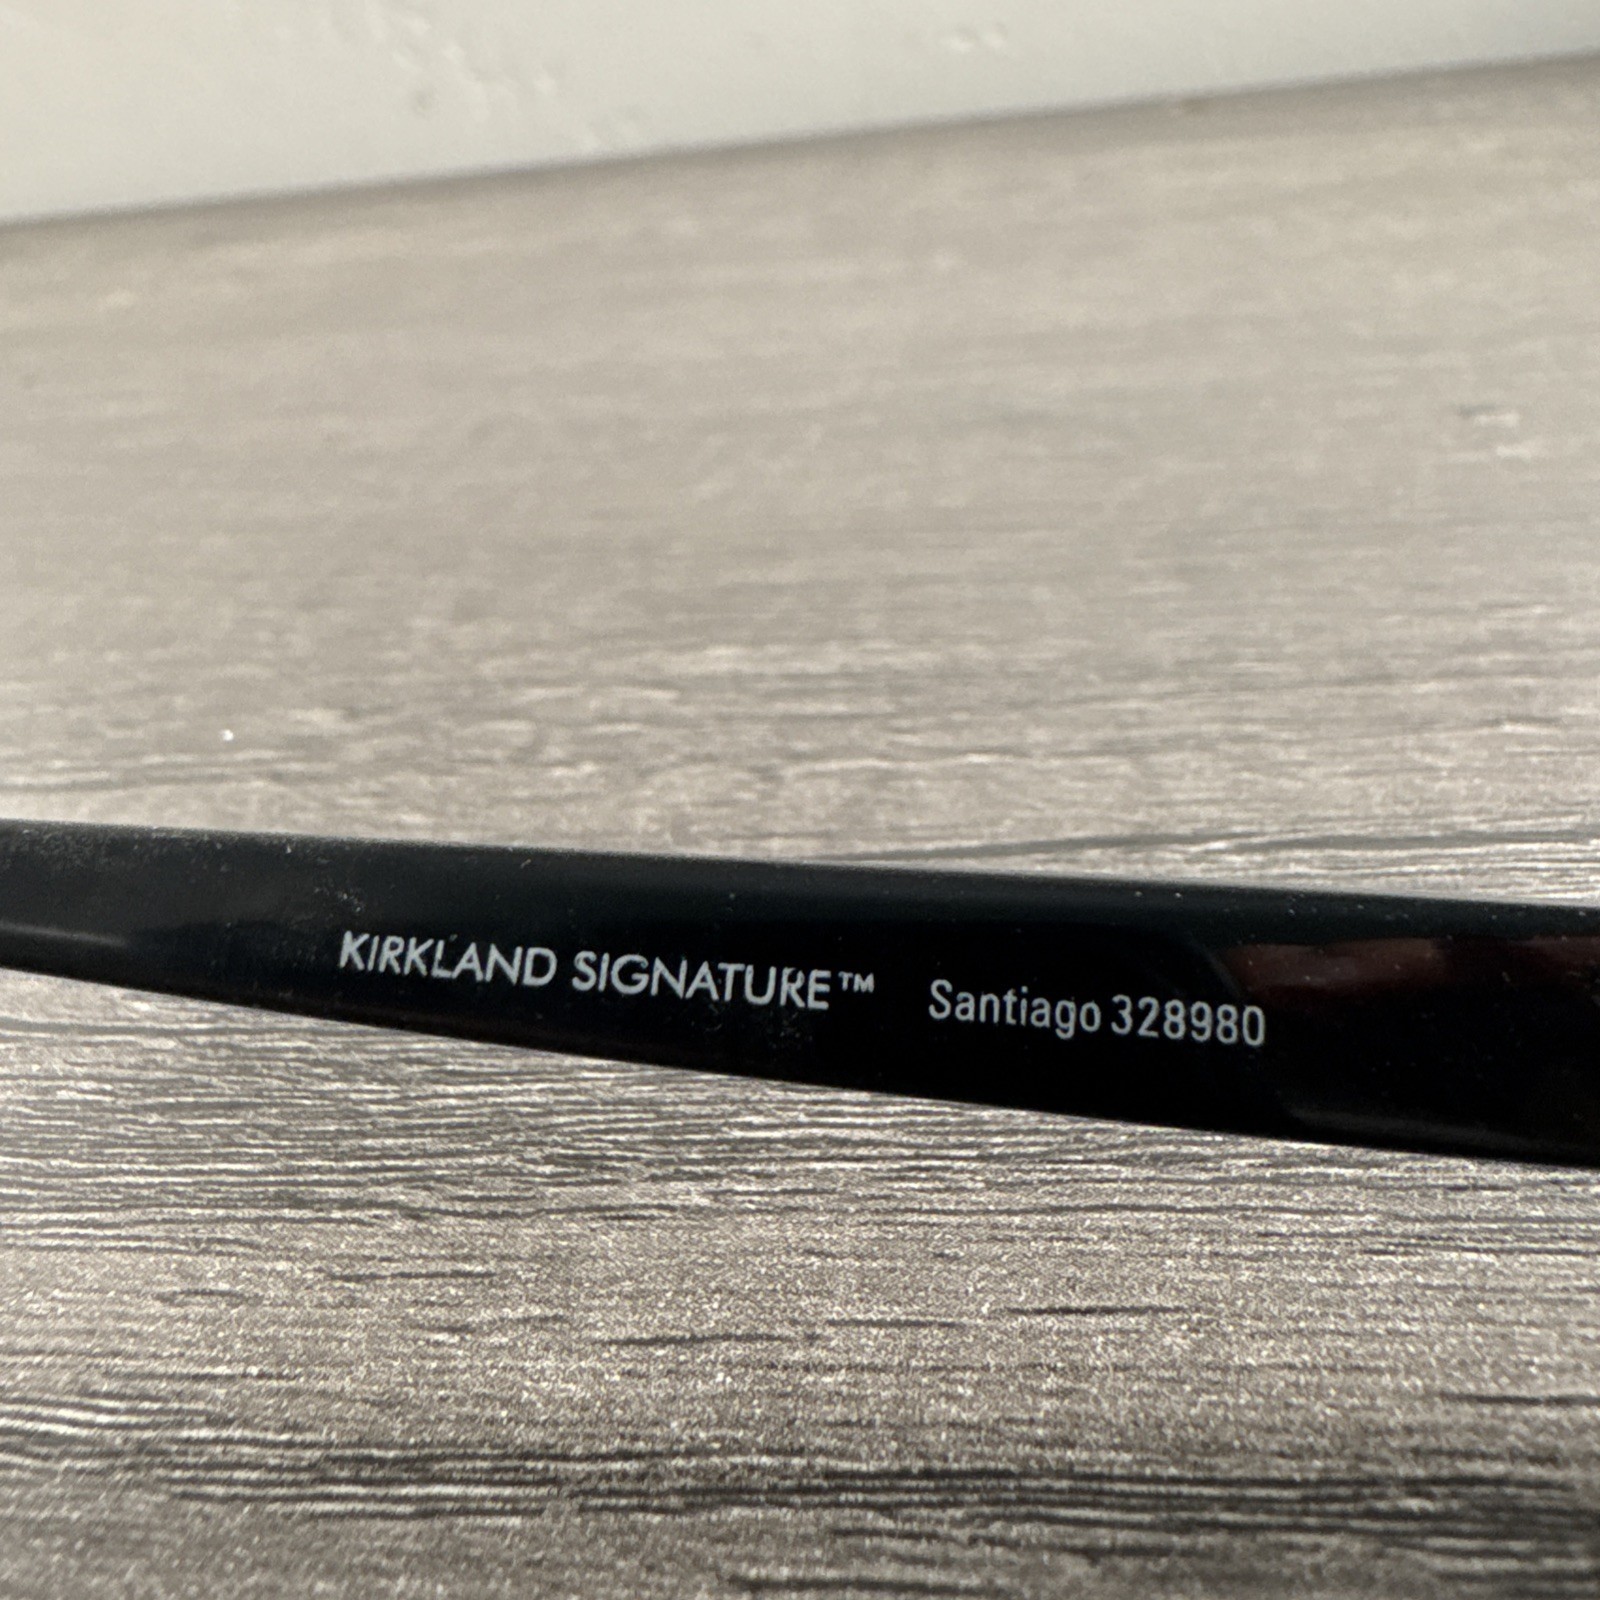 KIRKLAND SIGNATURE™ Santiago 328980